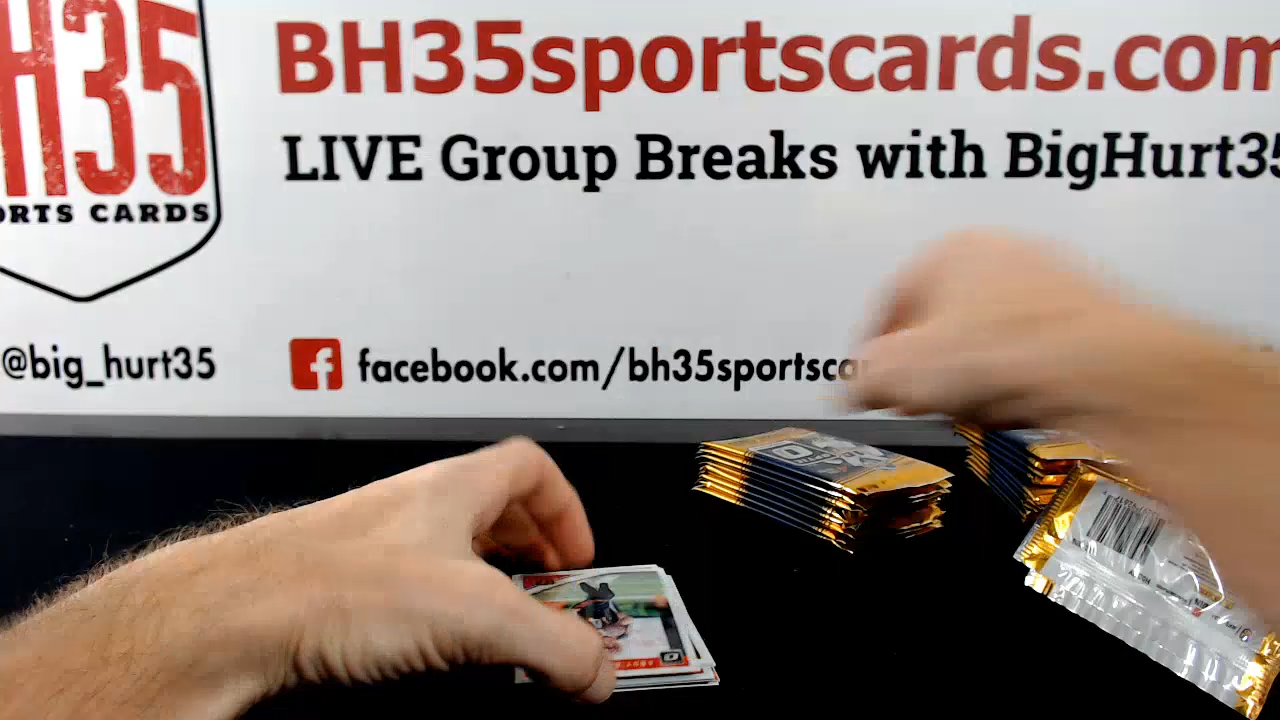 H35
ORTS CARDS
BH35sportscards.com
LIVE Group Breaks with BigHurt35
@big_hurt35
facebook.com/bh35sportsca